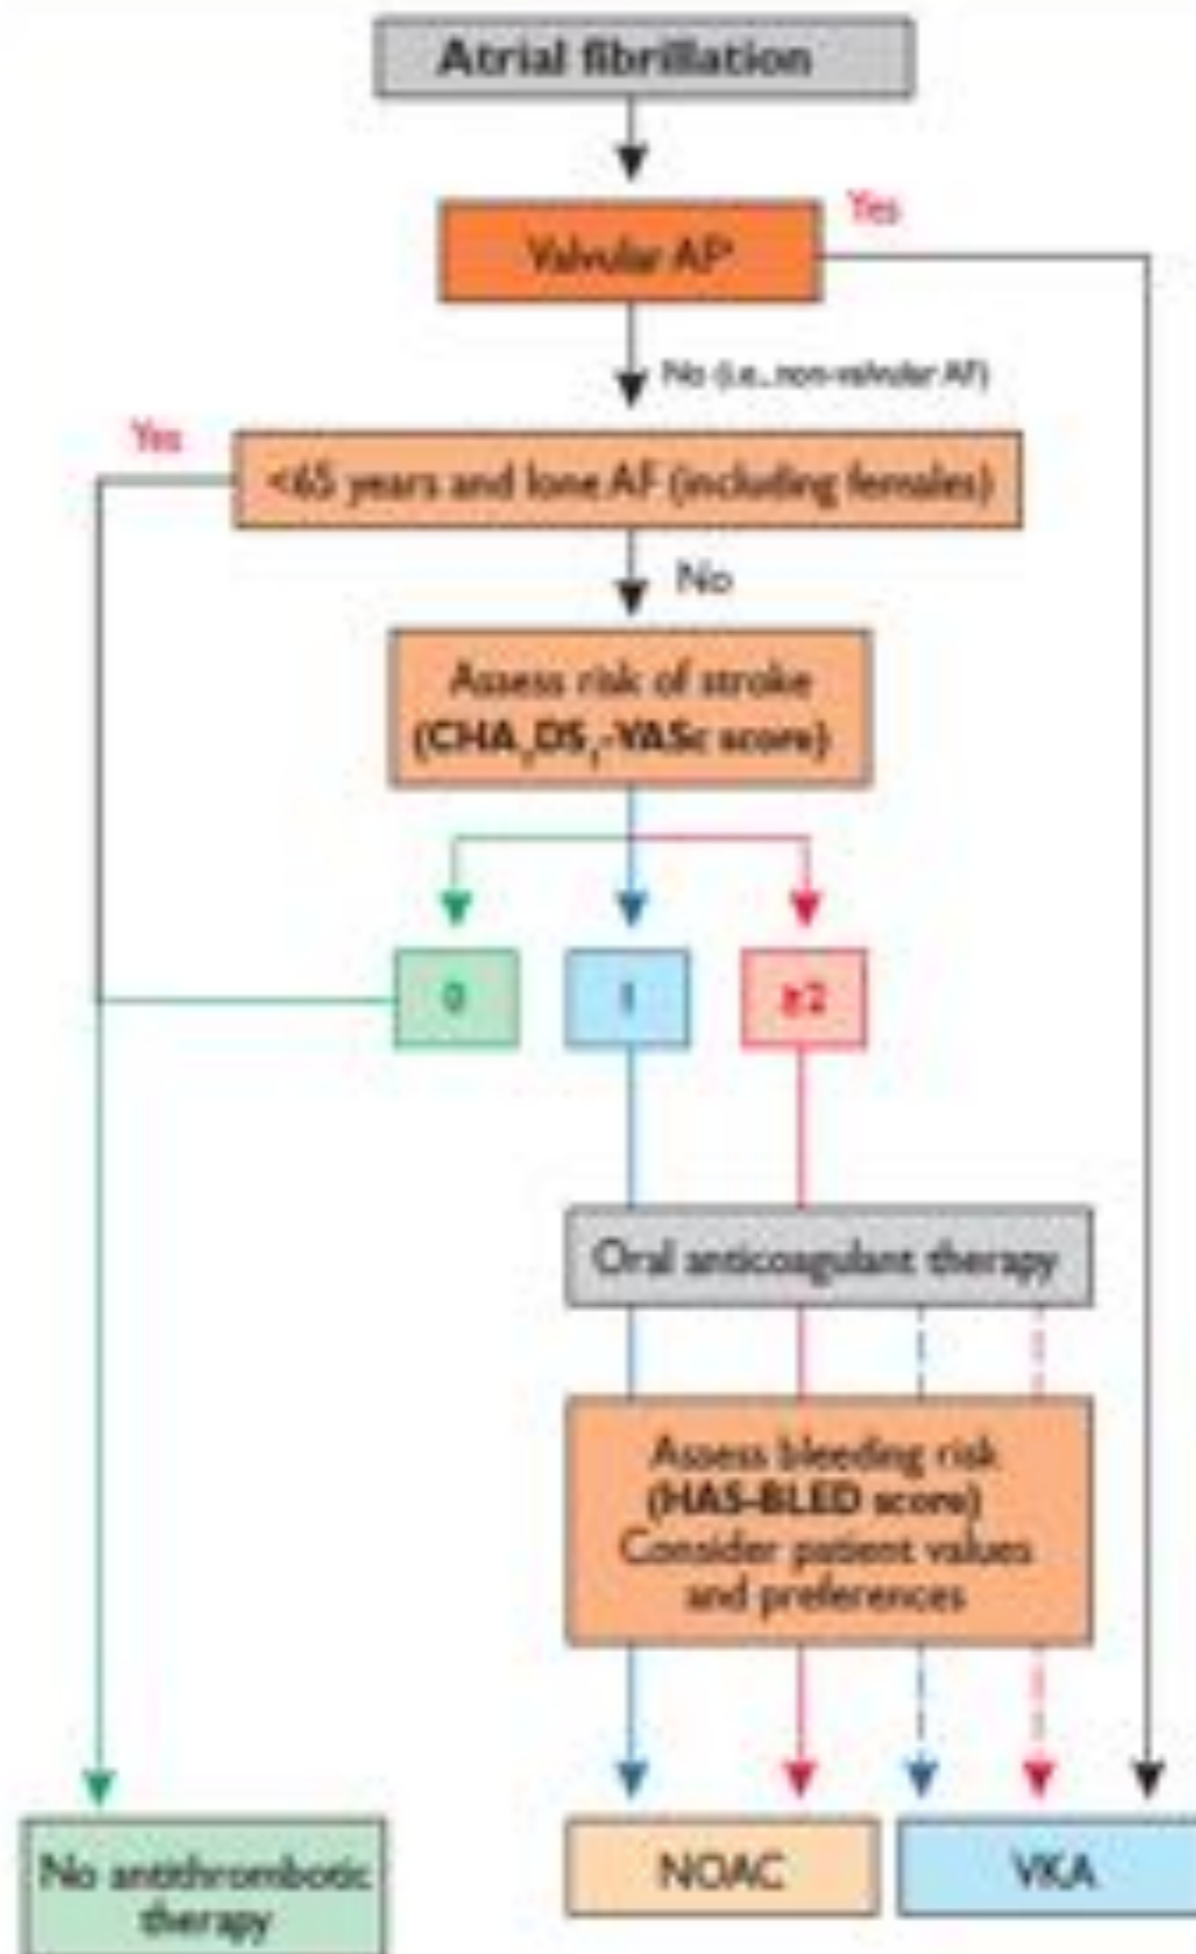 Atrial fibrillation
Yes
Valvular AF*
No (i.e., non-valvular AF)
Yes
<65 years and lone AF (including females)
No
Assess risk of stroke
(CHA₂DS₂-VASc score)
0
1
≥2
Oral anticoagulant therapy
Assess bleeding risk
(HAS-BLED score)
Consider patient values
and preferences
No antithrombotic
therapy
NOAC
VKA